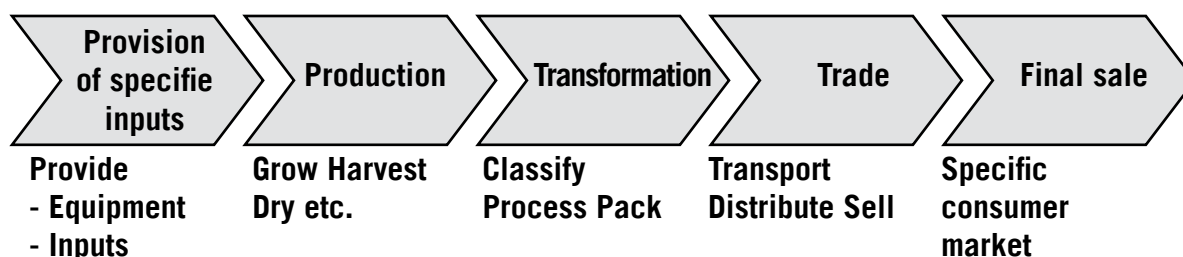 Provision
of specifie
inputs
Production
Transformation
Trade
Final sale
Provide
- Equipment
- Inputs
Grow Harvest
Dry etc.
Classify
Process Pack
Transport
Distribute Sell
Specific
consumer
market